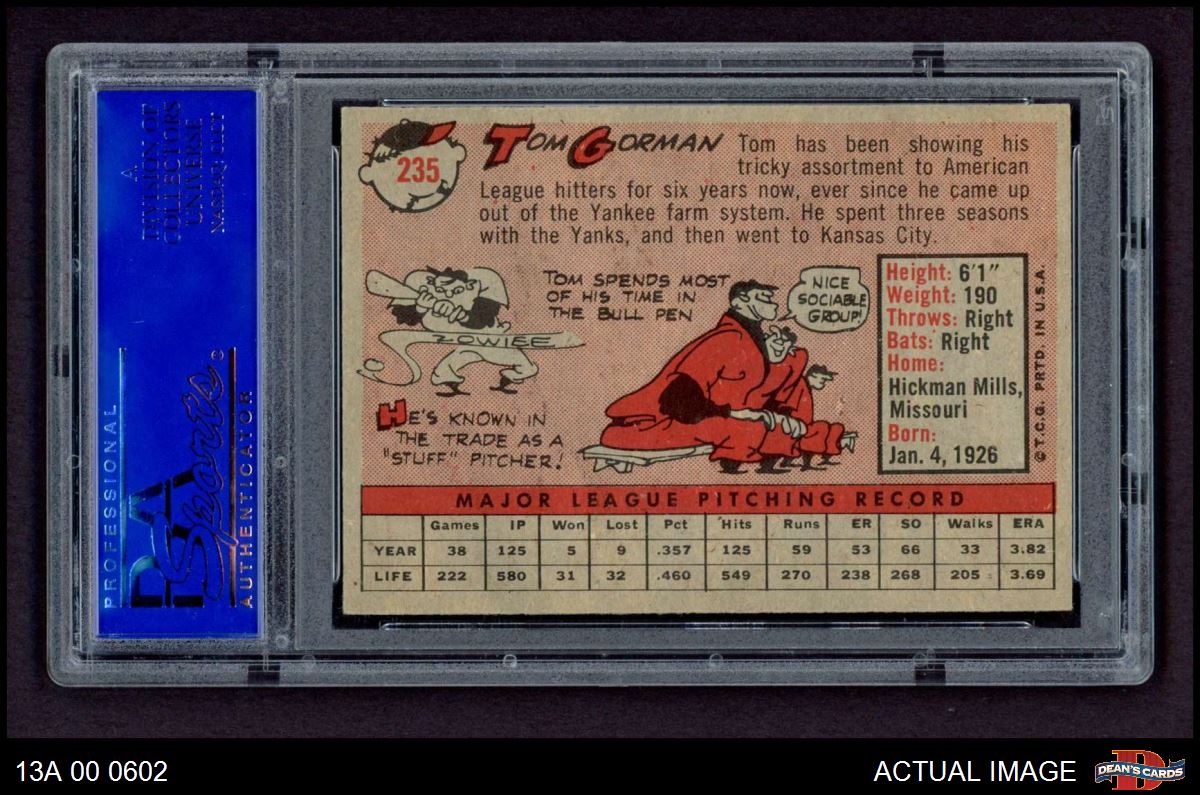 A
DIVISION OF
COLLECTORS
UNIVERSE
NASDAQ: CLCT
PROFESSIONAL
PSA
Sports
AUTHENTICATOR
235
TOM GORMAN
Tom has been showing his
tricky assortment to American
League hitters for six years now, ever since he came up
out of the Yankee farm system. He spent three seasons
with the Yanks, and then went to Kansas City.
ZOWIEE
HE'S KNOWN IN
THE TRADE AS A
"STUFF" PITCHER!
TOM SPENDS MOST
OF HIS TIME IN
THE BULL PEN
NICE
SOCIABLE
GROUP!
Height: 6'1"
Weight: 190
Throws: Right
Bats: Right
Home:
Hickman Mills,
Missouri
Born:
Jan. 4, 1926
© T.C.G. PRTD. IN U.S.A.
MAJOR LEAGUE PITCHING RECORD
Games IP Won Lost Pct Hits Runs ER SO Walks ERA
YEAR 38 125 5 9 .357 125 59 53 66 33 3.82
LIFE 222 580 31 32 .460 549 270 238 268 205 3.69
13A 00 0602
ACTUAL IMAGE
D
DEAN'S CARDS